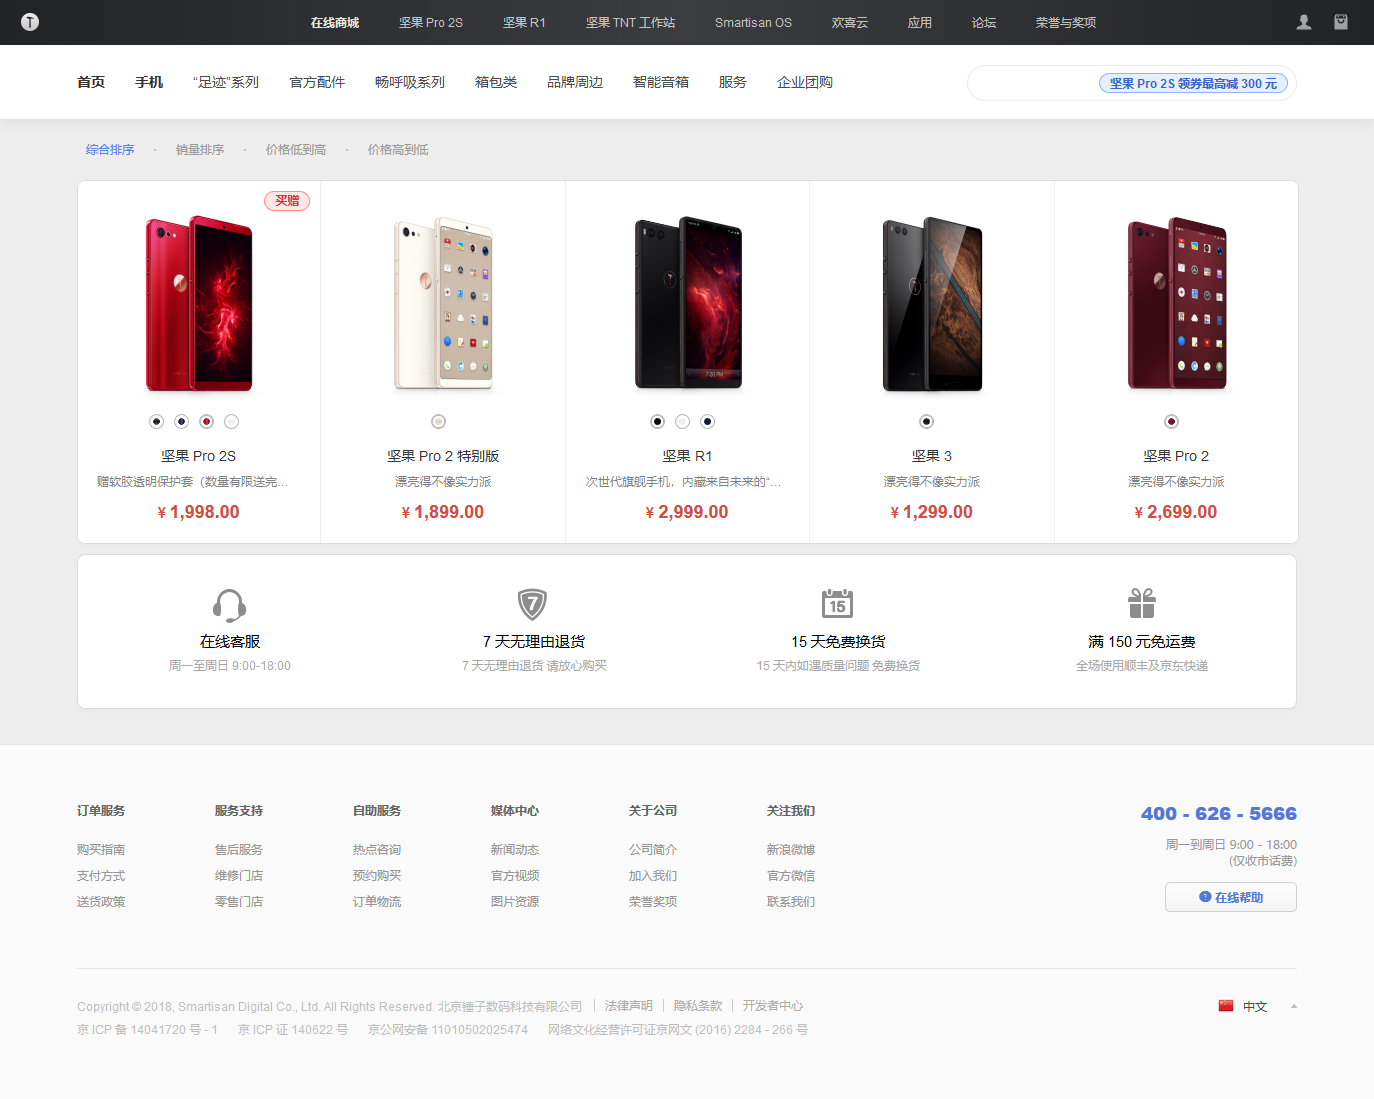 在线商城 坚果 Pro 2S 坚果 R1 坚果 TNT 工作站 Smartisan OS 欢喜云 应用 论坛 荣誉与奖项
首页 手机 “足迹”系列 官方配件 畅呼吸系列 箱包类 品牌周边 智能音箱 服务 企业团购 坚果 Pro 2S 领券最高减 300 元
综合排序 · 销量排序 · 价格低到高 · 价格高到低
买赠
7:30 PM
坚果 Pro 2S 坚果 Pro 2 特别版 坚果 R1 坚果 3 坚果 Pro 2
赠软胶透明保护套（数量有限送完... 漂亮得不像实力派 次世代旗舰手机，内藏来自未来的“... 漂亮得不像实力派 漂亮得不像实力派
¥ 1,998.00 ¥ 1,899.00 ¥ 2,999.00 ¥ 1,299.00 ¥ 2,699.00
7 15
在线客服 7 天无理由退货 15 天免费换货 满 150 元免运费
周一至周日 9:00-18:00 7 天无理由退货 请放心购买 15 天内如遇质量问题 免费换货 全场使用顺丰及京东快递
订单服务 服务支持 自助服务 媒体中心 关于公司 关注我们 400 - 626 - 5666
购买指南 售后服务 热点咨询 新闻动态 公司简介 新浪微博 周一到周日 9:00 - 18:00
(仅收市话费)
支付方式 维修门店 预约购买 官方视频 加入我们 官方微信
送货政策 零售门店 订单物流 图片资源 荣誉奖项 联系我们 ? 在线帮助
Copyright © 2018, Smartisan Digital Co., Ltd. All Rights Reserved. 北京锤子数码科技有限公司 法律声明 隐私条款 开发者中心 中文
京 ICP 备 14041720 号 - 1 京 ICP 证 140622 号 京公网安备 11010502025474 网络文化经营许可证京网文 (2016) 2284 - 266 号